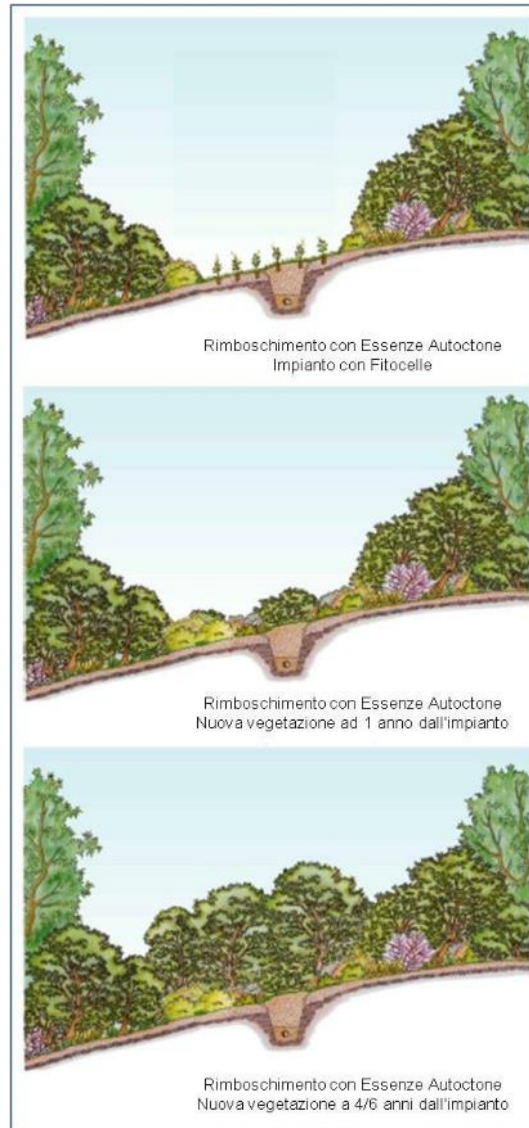 Rimboschimento con Essenze Autoctone
Impianto con Fitocelle
Rimboschimento con Essenze Autoctone
Nuova vegetazione ad 1 anno dall'impianto
Rimboschimento con Essenze Autoctone
Nuova vegetazione a 4/6 anni dall'impianto